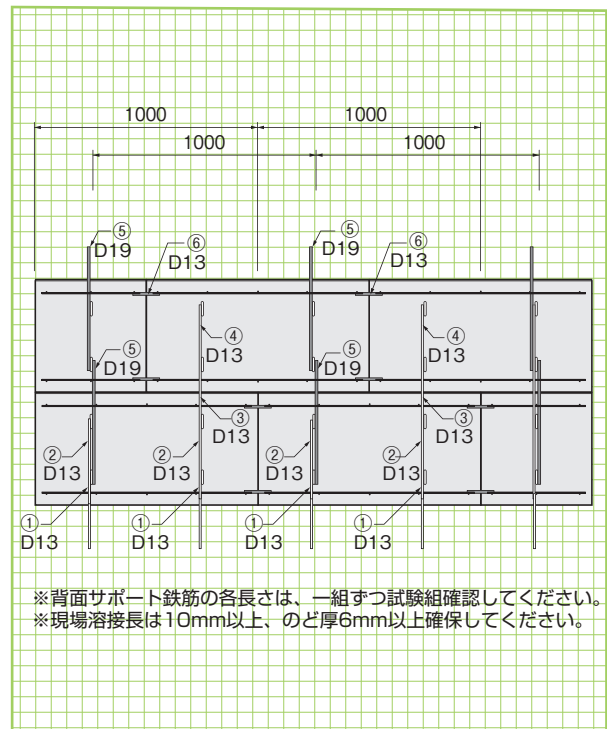 1000 1000
1000 1000
⑤ ⑥ ⑤ ⑥
D19 D13 D19 D13
④ ④
D13 D13
⑤ ⑤
D19 D19
③ ③
D13 D13
② ② ② ②
D13 D13 D13 D13
① ① ① ①
D13 D13 D13 D13
※背面サポート鉄筋の各長さは、一組ずつ試験組確認してください。
※現場溶接長は10mm以上、のど厚6mm以上確保してください。